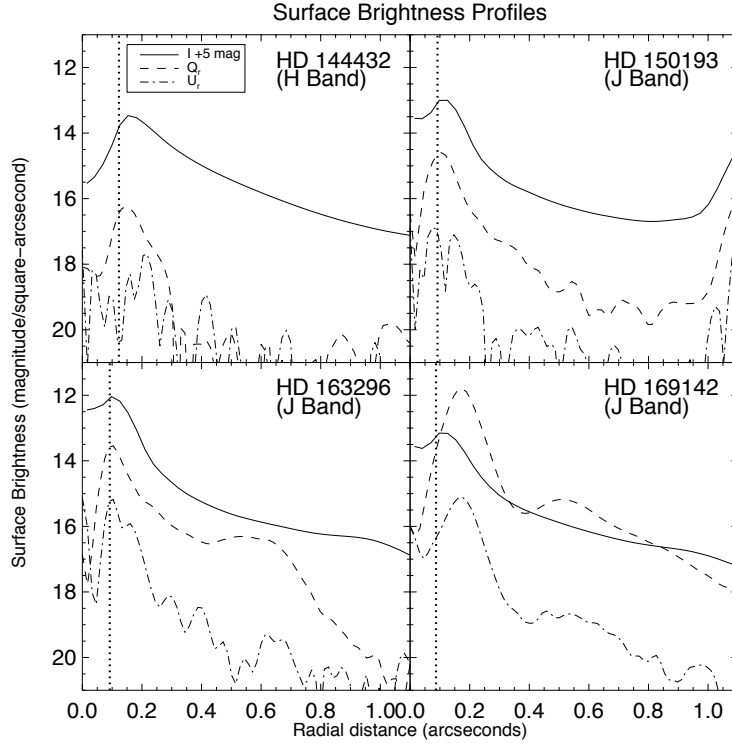 Surface Brightness Profiles
I +5 mag
Q_r
U_r
HD 144432
(H Band)
HD 150193
(J Band)
12
14
16
18
20
HD 163296
(J Band)
HD 169142
(J Band)
12
14
16
18
20
Surface Brightness (magnitude/square-arcsecond)
0.0 0.2 0.4 0.6 0.8 1.0 0.0 0.2 0.4 0.6 0.8 1.0
Radial distance (arcseconds)